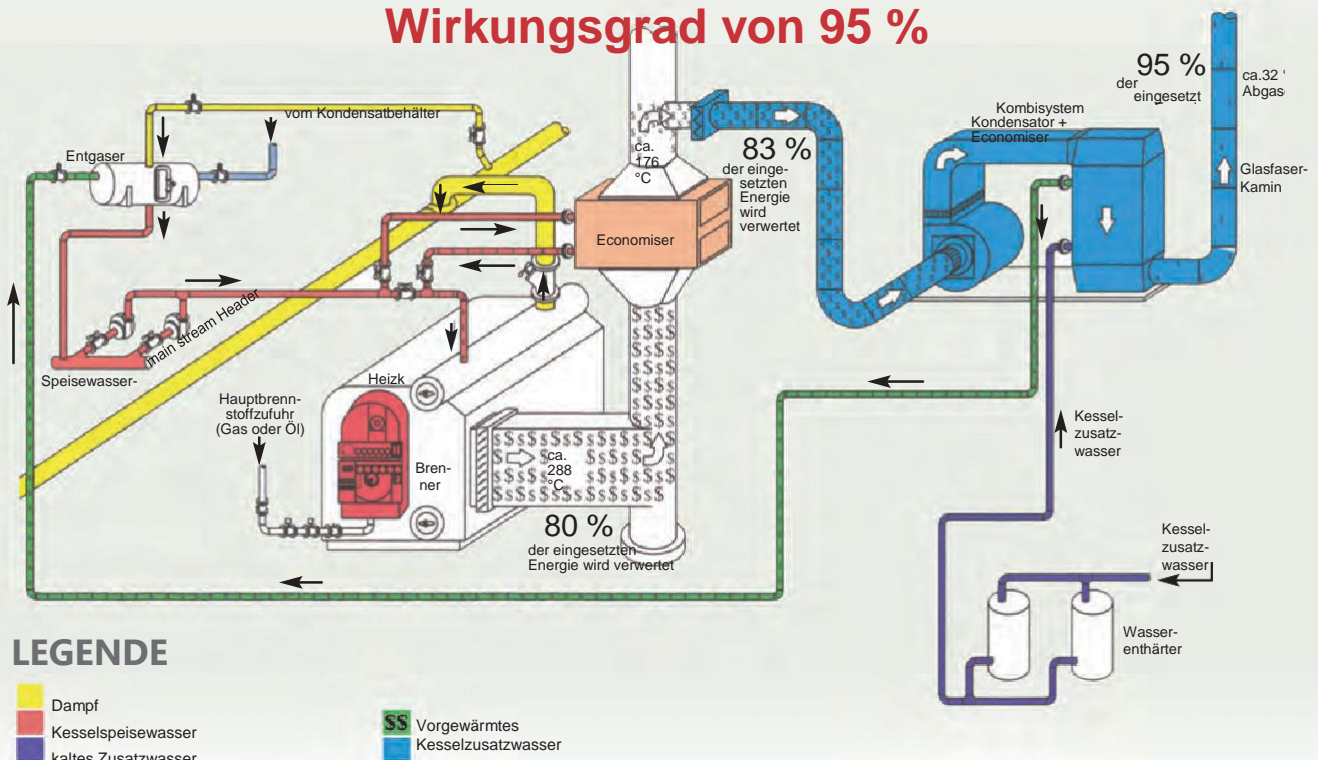 Wirkungsgrad von 95 %
vom Kondensatbehälter
Entgaser
95 %
der
eingesetzt
ca.32 °
Abgas
Kombisystem
Kondensator +
Economiser
ca.
176
°C
83 %
der einge-
setzten
Energie
wird
verwertet
Glasfaser-
Kamin
Economiser
main stream Header
Speisewasser-
Heizk
Hauptbrenn-
stoffzufuhr
(Gas oder Öl)
Bren-
ner
ca.
288
°C
80 %
der eingesetzten
Energie wird verwertet
Kessel-
zusatz-
wasser
Kessel-
zusatz-
wasser
Wasser-
enthärter
LEGENDE
Dampf
Kesselspeisewasser
kaltes Zusatzwasser
$$ Vorgewärmtes
Kesselzusatzwasser